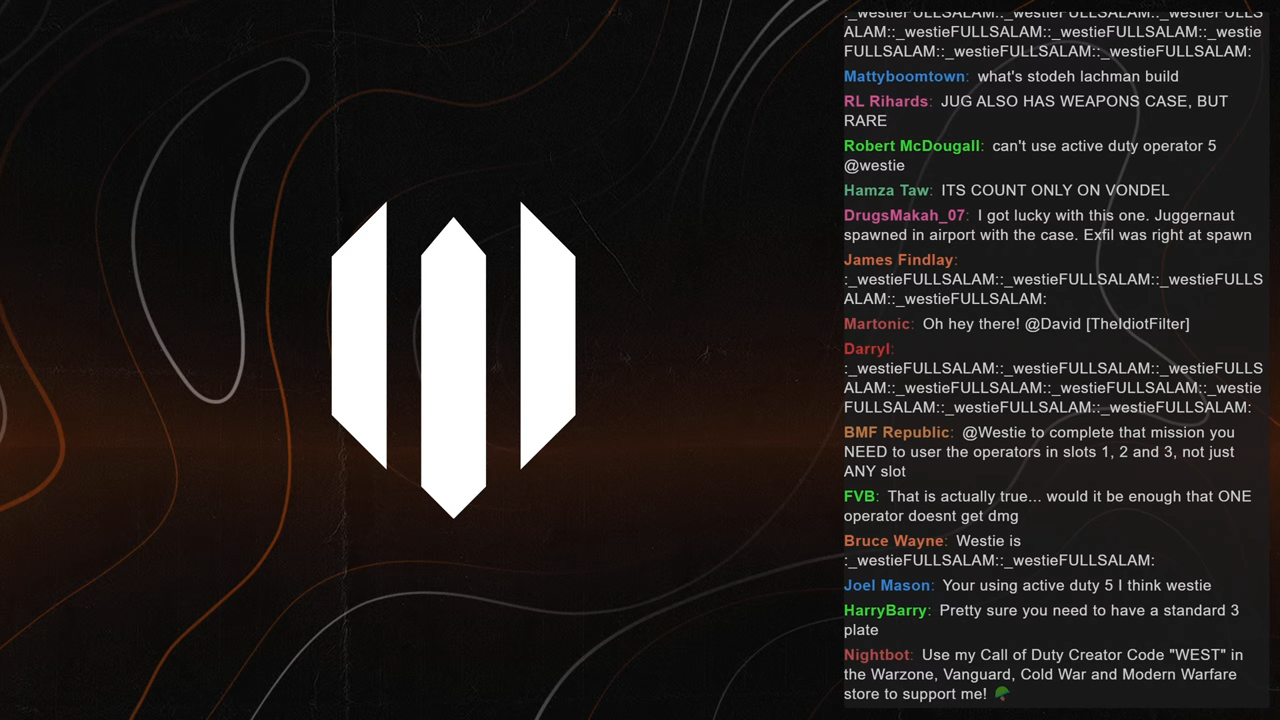 :_westieFULLSALAM::_westieFULLSALAM::_westieFULLS
ALAM::_westieFULLSALAM::_westieFULLSALAM::_westie
FULLSALAM::_westieFULLSALAM::_westieFULLSALAM:
Mattyboomtown: what's stodeh lachman build
RL Rihards: JUG ALSO HAS WEAPONS CASE, BUT
RARE
Robert McDougall: can't use active duty operator 5
@westie
Hamza Taw: ITS COUNT ONLY ON VONDEL
DrugsMakah_07: I got lucky with this one. Juggernaut
spawned in airport with the case. Exfil was right at spawn
James Findlay:
:_westieFULLSALAM::_westieFULLSALAM::_westieFULLS
ALAM::_westieFULLSALAM:
Martonic: Oh hey there! @David [TheIdiotFilter]
Darryl:
:_westieFULLSALAM::_westieFULLSALAM::_westieFULLS
ALAM::_westieFULLSALAM::_westieFULLSALAM::_westie
FULLSALAM::_westieFULLSALAM::_westieFULLSALAM:
BMF Republic: @Westie to complete that mission you
NEED to user the operators in slots 1, 2 and 3, not just
ANY slot
FVB: That is actually true... would it be enough that ONE
operator doesnt get dmg
Bruce Wayne: Westie is
:_westieFULLSALAM::_westieFULLSALAM:
Joel Mason: Your using active duty 5 I think westie
HarryBarry: Pretty sure you need to have a standard 3
plate
Nightbot: Use my Call of Duty Creator Code "WEST" in
the Warzone, Vanguard, Cold War and Modern Warfare
store to support me!